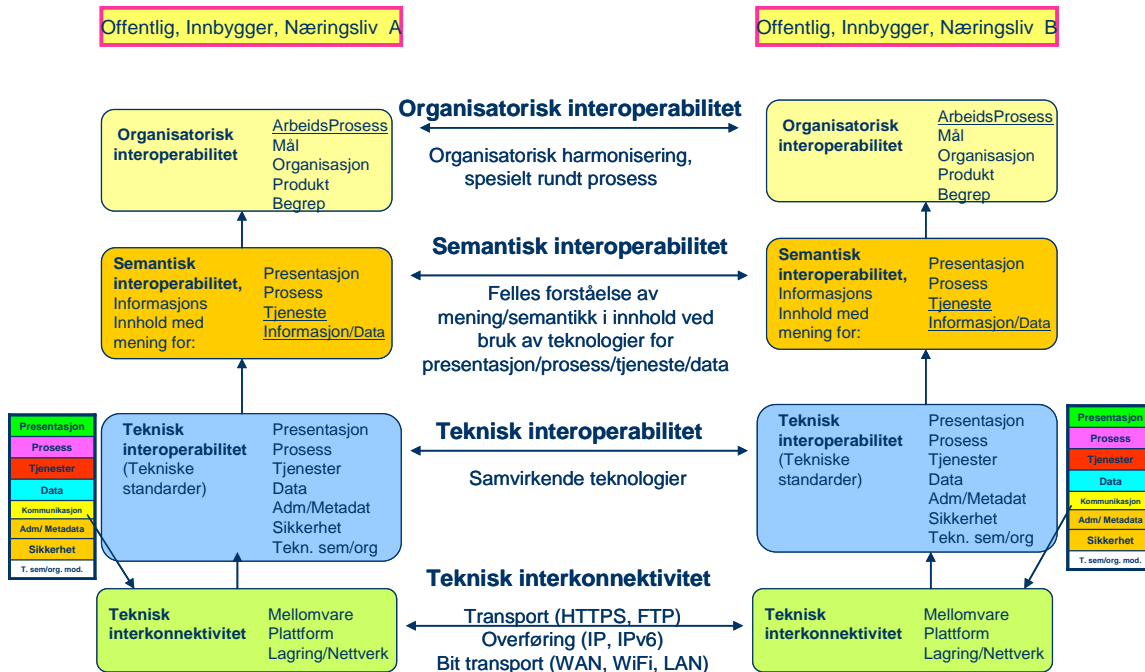 Offentlig, Innbygger, Næringsliv A
Offentlig, Innbygger, Næringsliv B
Organisatorisk
interoperabilitet
ArbeidsProsess
Mål
Organisasjon
Produkt
Begrep
Organisatorisk interoperabilitet
Organisatorisk harmonisering,
spesielt rundt prosess
Organisatorisk
interoperabilitet
ArbeidsProsess
Mål
Organisasjon
Produkt
Begrep
Semantisk
interoperabilitet,
Informasjons
Innhold med
mening for:
Presentasjon
Prosess
Tjeneste
Informasjon/Data
Semantisk interoperabilitet
Felles forståelse av
mening/semantikk i innhold ved
bruk av teknologier for
presentasjon/prosess/tjeneste/data
Semantisk
interoperabilitet,
Informasjons
Innhold med
mening for:
Presentasjon
Prosess
Tjeneste
Informasjon/Data
Presentasjon
Prosess
Tjenester
Data
Kommunikasjon
Adm/ Metadata
Sikkerhet
T. sem/org. mod.
Teknisk
interoperabilitet
(Tekniske
standarder)
Presentasjon
Prosess
Tjenester
Data
Adm/Metadat
Sikkerhet
Tekn. sem/org
Teknisk interoperabilitet
Samvirkende teknologier
Teknisk
interoperabilitet
(Tekniske
standarder)
Presentasjon
Prosess
Tjenester
Data
Adm/Metadat
Sikkerhet
Tekn. sem/org
Presentasjon
Prosess
Tjenester
Data
Kommunikasjon
Adm/ Metadata
Sikkerhet
T. sem/org. mod.
Teknisk
interkonnektivitet
Mellomvare
Plattform
Lagring/Nettverk
Teknisk interkonnektivitet
Transport (HTTPS, FTP)
Overføring (IP, IPv6)
Bit transport (WAN, WiFi, LAN)
Teknisk
interkonnektivitet
Mellomvare
Plattform
Lagring/Nettverk